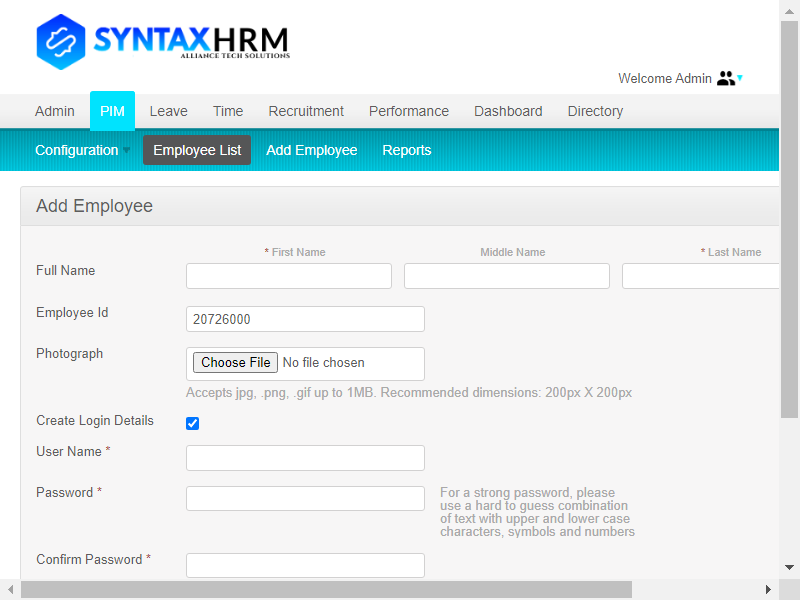 SYNTAXHRM
ALLIANCE TECH SOLUTIONS
Welcome Admin
Admin PIM Leave Time Recruitment Performance Dashboard Directory
Configuration Employee List Add Employee Reports
Add Employee
* First Name Middle Name * Last Name
Full Name
Employee Id 20726000
Photograph Choose File No file chosen
Accepts jpg, .png, .gif up to 1MB. Recommended dimensions: 200px X 200px
Create Login Details
User Name *
Password * For a strong password, please
use a hard to guess combination
of text with upper and lower case
characters, symbols and numbers
Confirm Password *